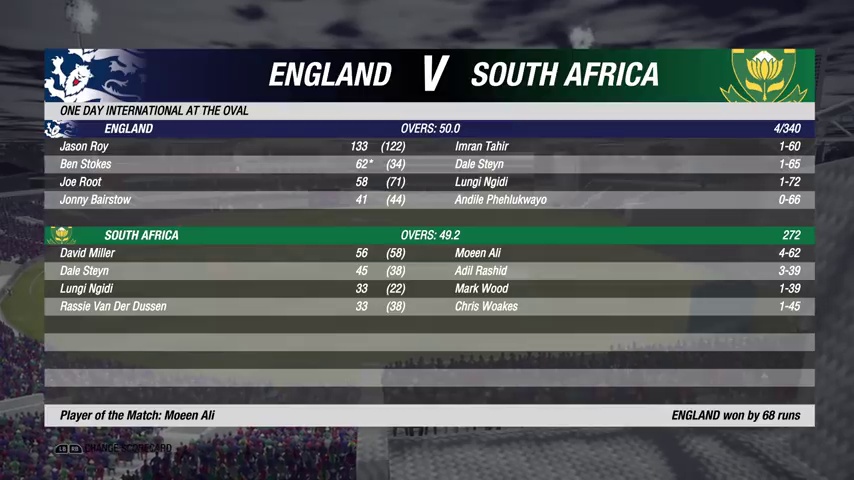 ENGLAND V SOUTH AFRICA
ONE DAY INTERNATIONAL AT THE OVAL
ENGLAND OVERS: 50.0 4/340
Jason Roy 133 (122) Imran Tahir 1-60
Ben Stokes 62* (34) Dale Steyn 1-65
Joe Root 58 (71) Lungi Ngidi 1-72
Jonny Bairstow 41 (44) Andile Phehlukwayo 0-66
SOUTH AFRICA OVERS: 49.2 272
David Miller 56 (58) Moeen Ali 4-62
Dale Steyn 45 (38) Adil Rashid 3-39
Lungi Ngidi 33 (22) Mark Wood 1-39
Rassie Van Der Dussen 33 (38) Chris Woakes 1-45
Player of the Match: Moeen Ali ENGLAND won by 68 runs
CHANGE SCORECARD